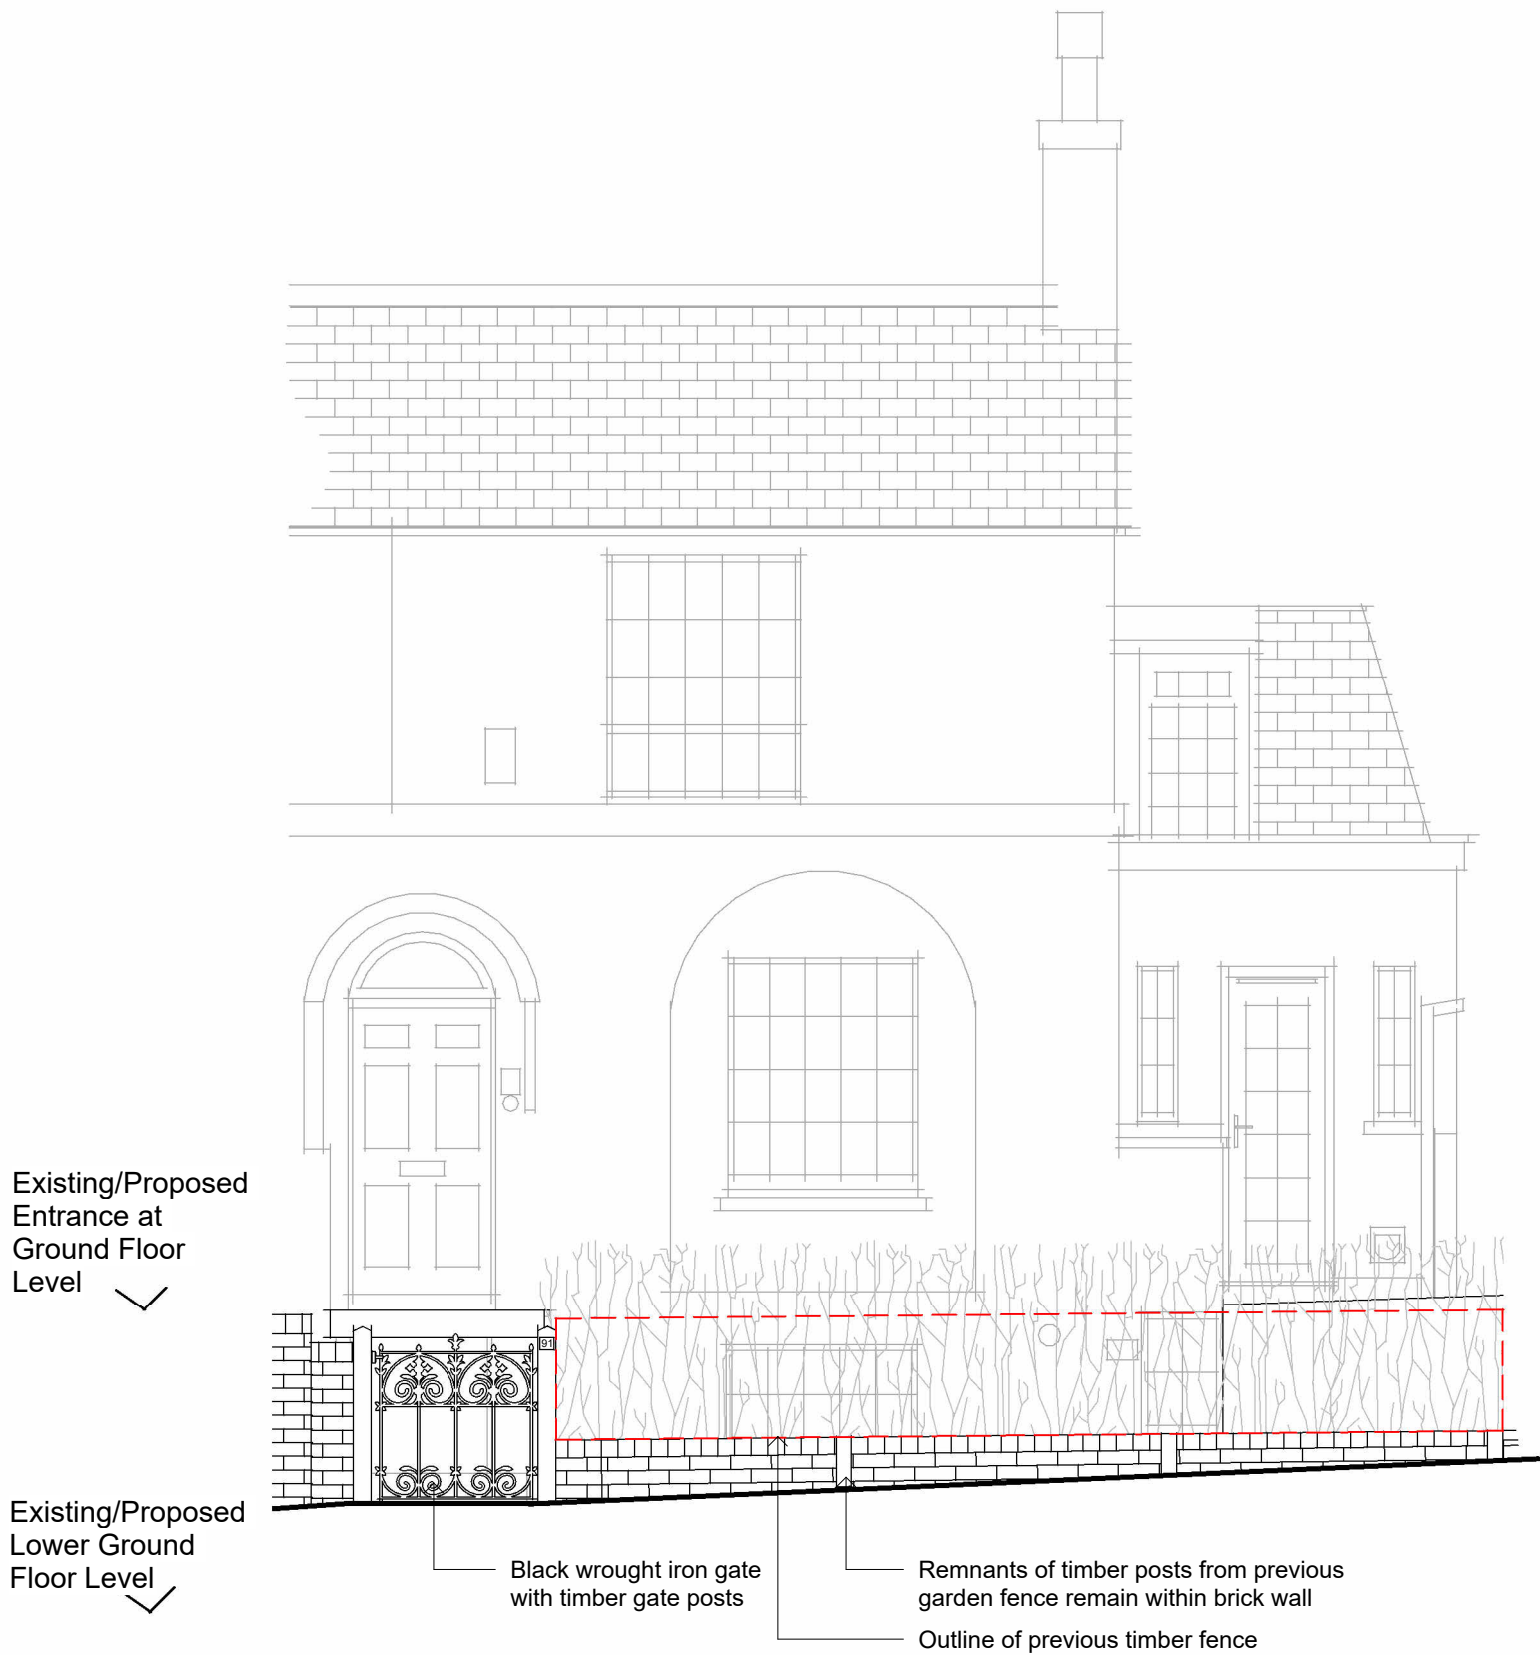 Existing/Proposed
Entrance at
Ground Floor
Level
91
Existing/Proposed
Lower Ground
Floor Level
Black wrought iron gate
with timber gate posts
Remnants of timber posts from previous
garden fence remain within brick wall
Outline of previous timber fence